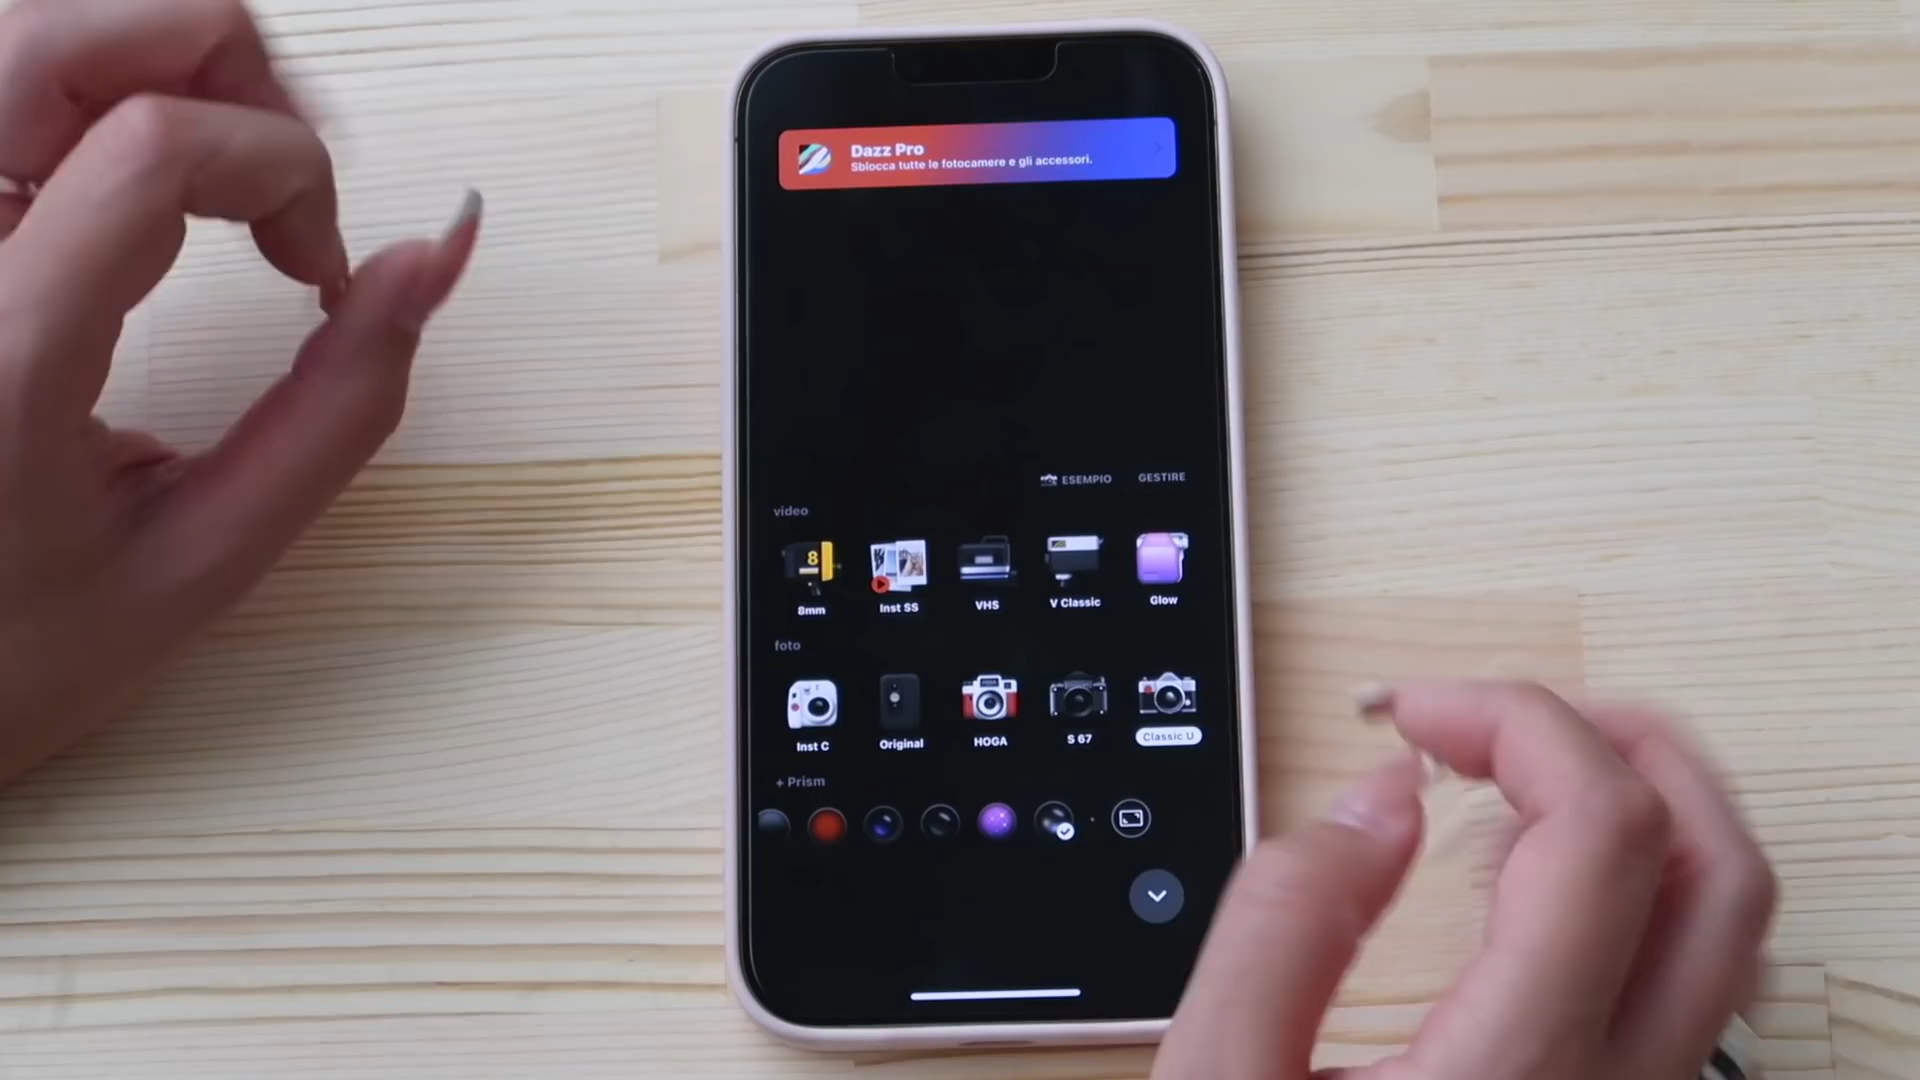 Dazz Pro
Sblocca tutte le fotocamere e gli accessori.
ESEMPIO GESTIRE
video
8
8mm Inst SS VHS V Classic Glow
foto
HOGA
Inst C Original HOGA S 67 Classic U
+ Prism